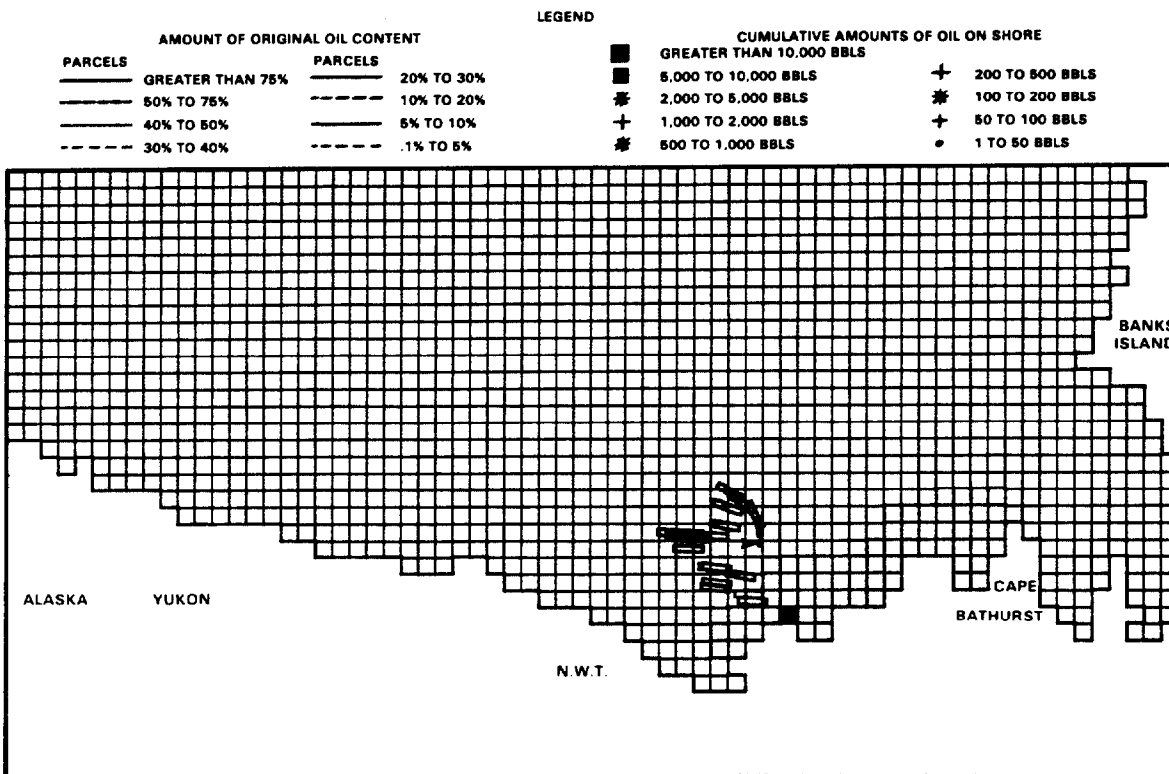 LEGEND
AMOUNT OF ORIGINAL OIL CONTENT
PARCELS
GREATER THAN 75%
50% TO 75%
40% TO 50%
30% TO 40%
PARCELS
20% TO 30%
10% TO 20%
5% TO 10%
.1% TO 5%
CUMULATIVE AMOUNTS OF OIL ON SHORE
GREATER THAN 10,000 BBLS
5,000 TO 10,000 BBLS
2,000 TO 5,000 BBLS
1,000 TO 2,000 BBLS
500 TO 1,000 BBLS
200 TO 500 BBLS
100 TO 200 BBLS
50 TO 100 BBLS
1 TO 50 BBLS
BANKS
ISLAND
ALASKA
YUKON
CAPE
BATHURST
N.W.T.